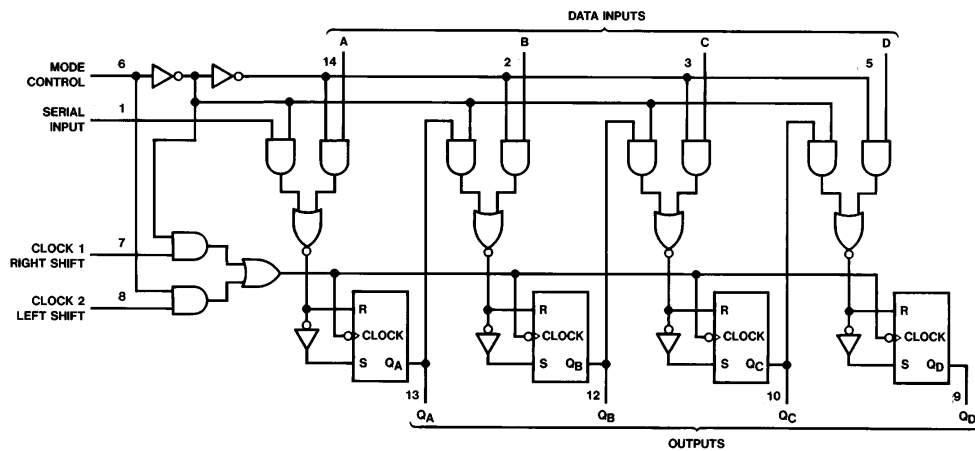 DATA INPUTS
A B C D
MODE CONTROL 6 14 2 3 5
SERIAL INPUT 1
CLOCK 1 RIGHT SHIFT 7
CLOCK 2 LEFT SHIFT 8
R R R R
CLOCK CLOCK CLOCK CLOCK
S QA S QB S QC S QD
13 12 10 9
QA QB QC QD
OUTPUTS